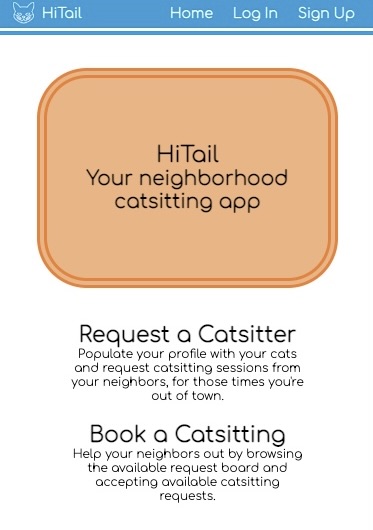 HiTail
Home Log In Sign Up
HiTail
Your neighborhood
catsitting app
Request a Catsitter
Populate your profile with your cats
and request catsitting sessions from
your neighbors, for those times you're
out of town.
Book a Catsitting
Help your neighbors out by browsing
the available request board and
accepting available catsitting
requests.